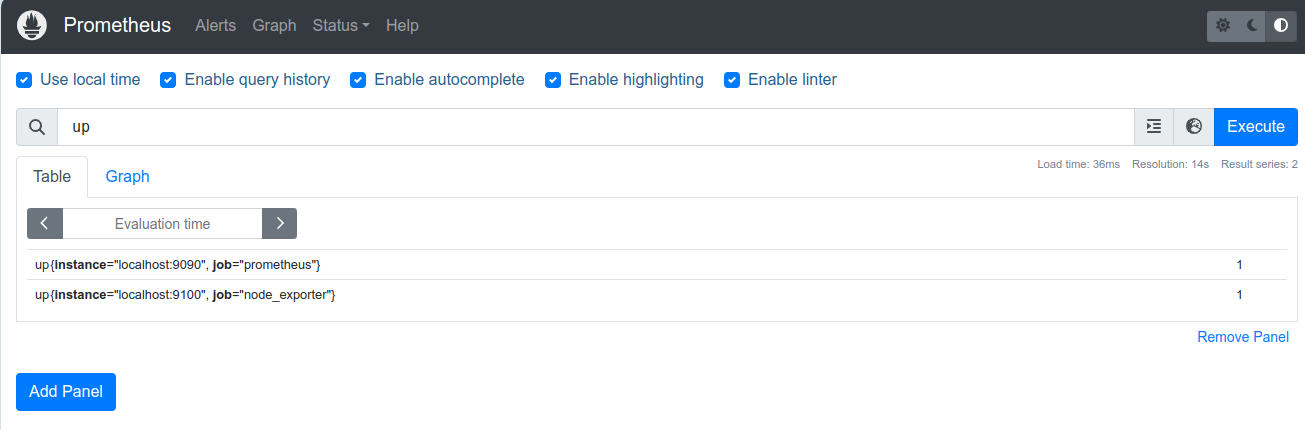 Prometheus Alerts Graph Status Help
Use local time Enable query history Enable autocomplete Enable highlighting Enable linter
up Execute
Table Graph Load time: 36ms Resolution: 14s Result series: 2
Evaluation time
up{instance="localhost:9090", job="prometheus"} 1
up{instance="localhost:9100", job="node_exporter"} 1
Remove Panel
Add Panel